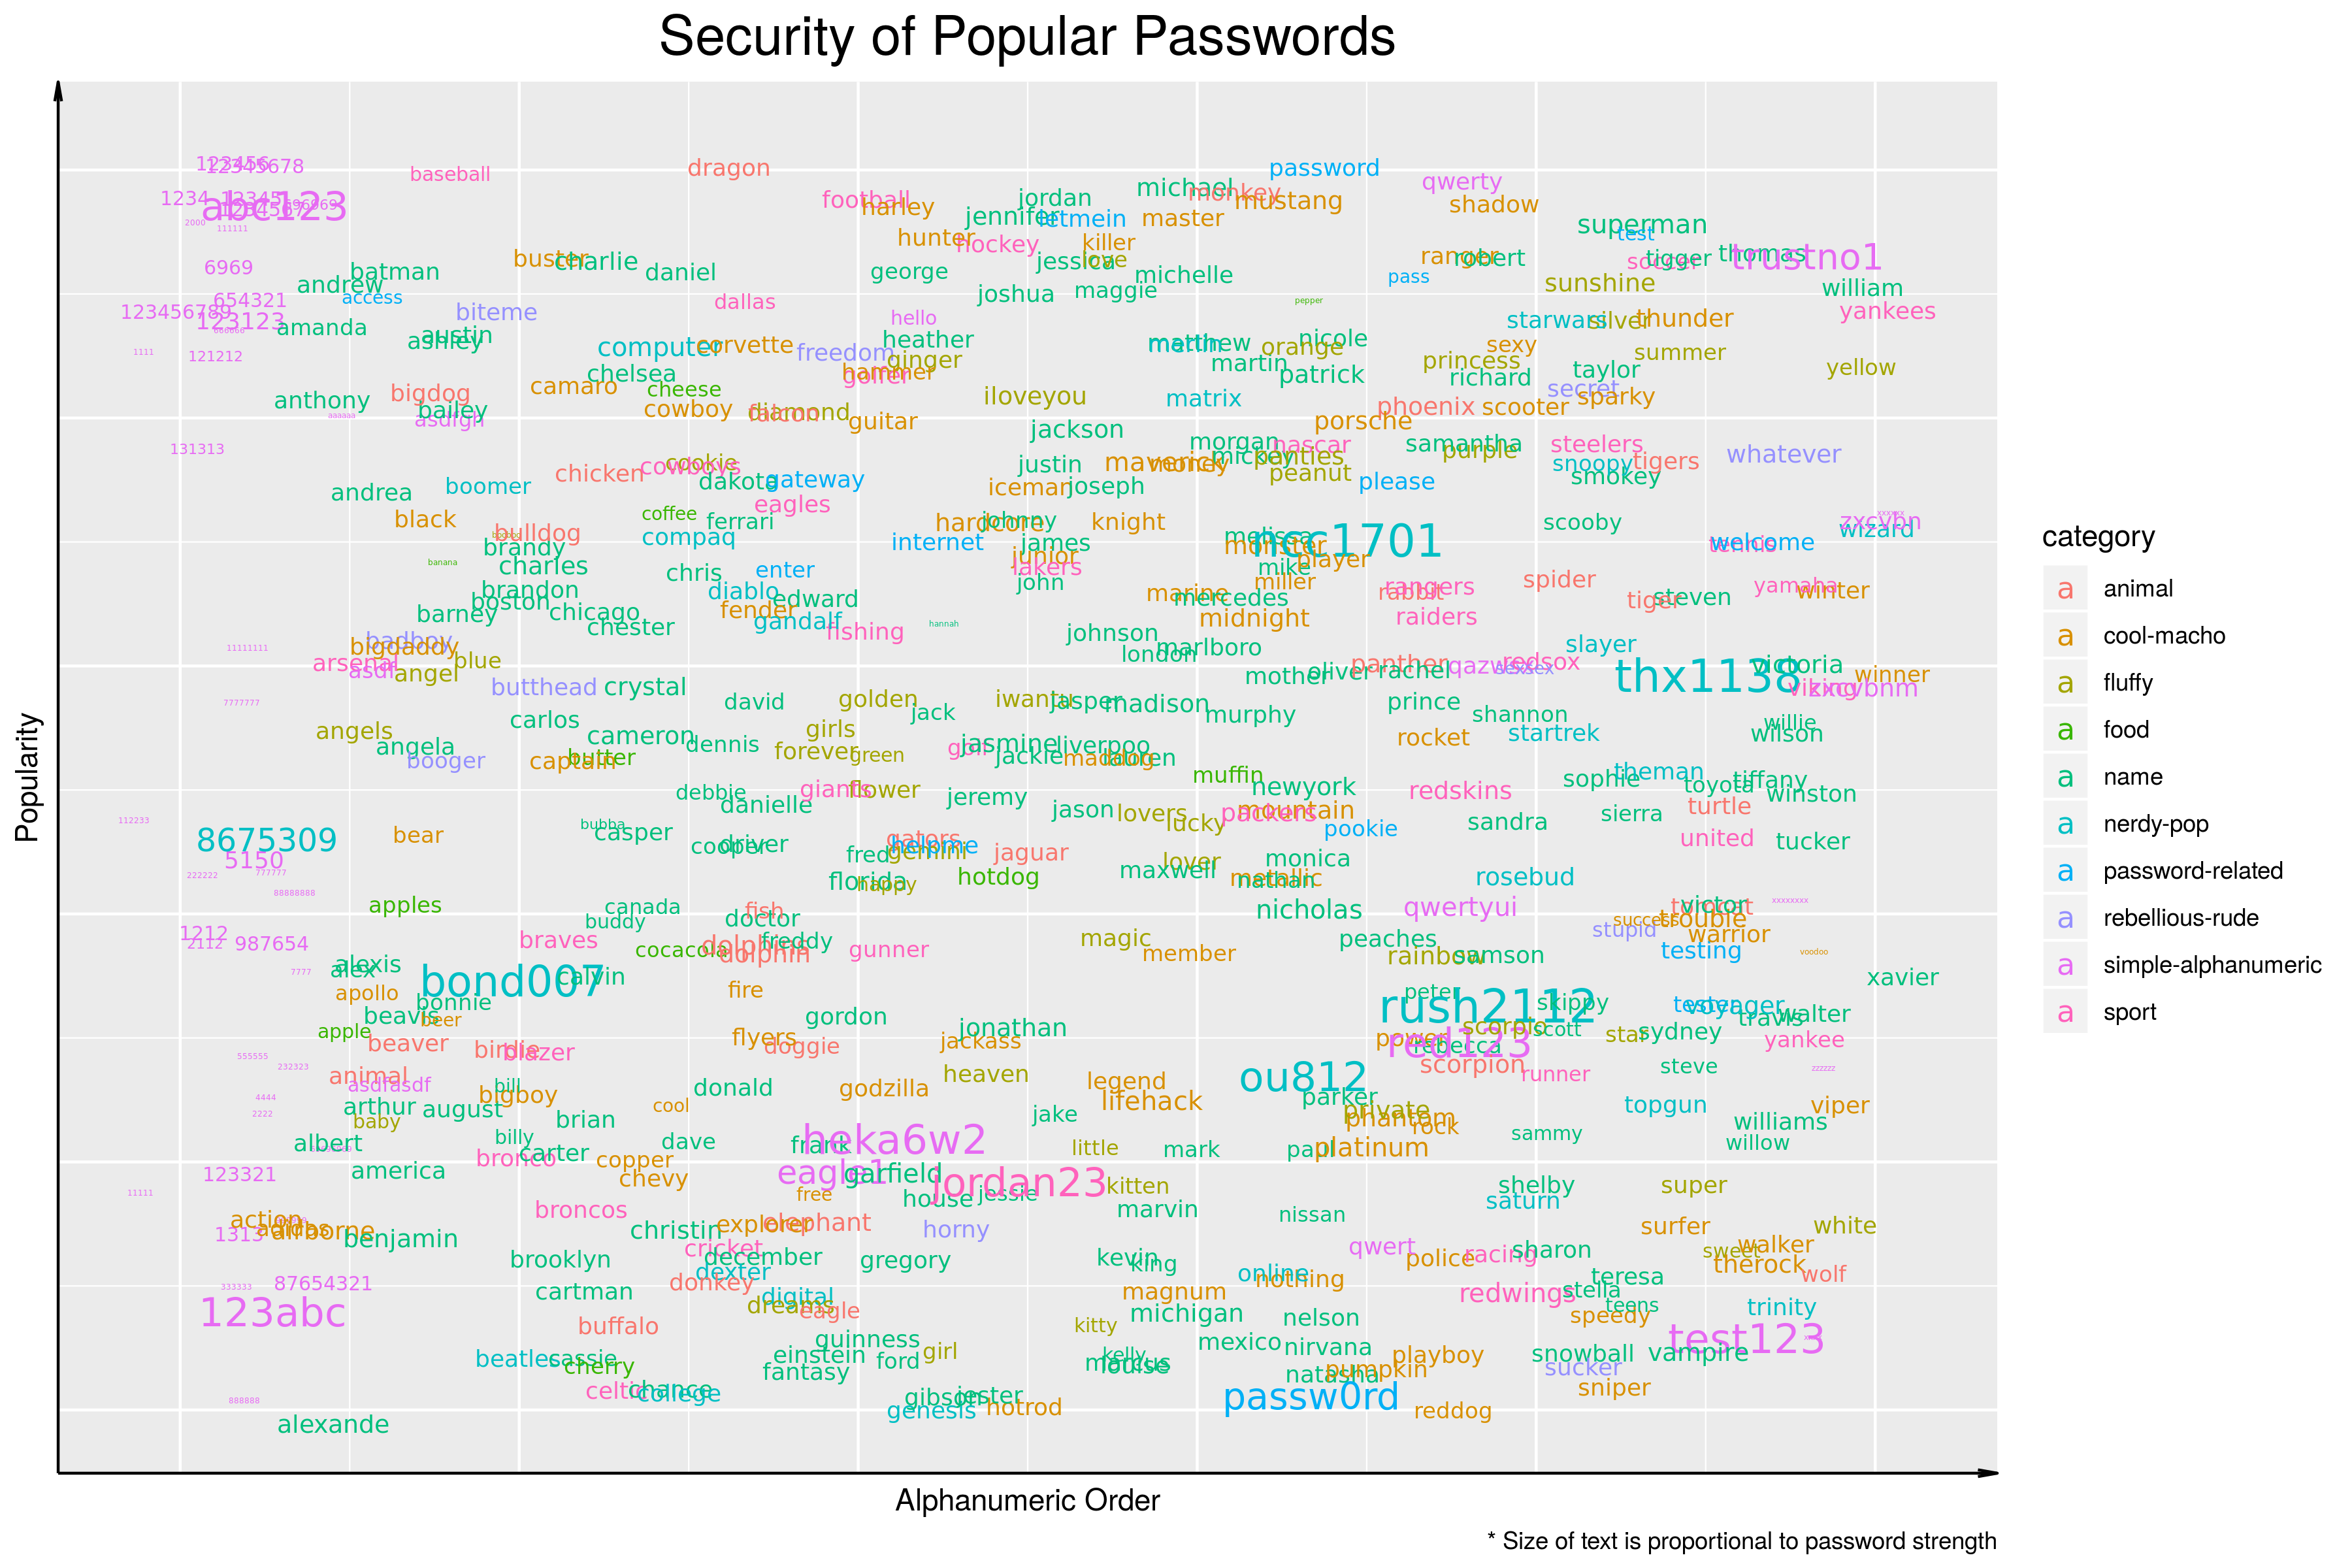 Security of Popular Passwords
123456
12345678
baseball
dragon
password
qwerty
1234
12345
696969
abc123
1234567
football
harley
jordan
michael
monkey
mustang
shadow
2000
111111
jennifer
letmein
master
superman
test
hunter
hockey
killer
love
jessica
ranger
robert
soccer
tigger
thomas
trustno1
6969
batman
buster
charlie
daniel
george
michelle
pass
andrew
654321
access
joshua
maggie
pepper
sunshine
william
123456789
123123
666666
amanda
biteme
dallas
hello
starwars
silver
thunder
yankees
austin
ashley
computer
corvette
freedom
heather
ginger
matthew
martin
orange
nicole
sexy
princess
summer
1111
121212
chelsea
hammer
golfer
martin
patrick
richard
taylor
yellow
anthony
bigdog
bailey
camaro
cheese
cowboy
diamond
falcon
guitar
iloveyou
matrix
phoenix
porsche
scooter
secret
sparky
aaaaaa
asdfgh
jackson
morgan
nascar
samantha
purple
steelers
131313
chicken
cowboys
cookie
dakota
gateway
justin
maverick
money
mickey
panties
peanut
please
snoopy
tigers
smokey
whatever
andrea
boomer
eagles
iceman
joseph
black
bulldog
coffee
ferrari
compaq
hardcore
johnny
knight
melissa
ncc1701
scooby
xxxxxx
zxcvbn
wizard
brandy
internet
james
junior
lakers
monster
player
mike
tennis
welcome
banana
charles
chris
enter
john
miller
spider
brandon
boston
diablo
edward
fender
marine
mercedes
rangers
rabbit
tiger
steven
yamaha
winter
barney
chicago
chester
gandalf
fishing
hannah
johnson
midnight
raiders
11111111
badboy
bigdaddy
marlboro
london
slayer
arsenal
asdf
angel
blue
mother
oliver
panther
rachel
qazwsx
redsox
sexsex
thx1138
victoria
winner
butthead
crystal
david
golden
iwantu
jasper
madison
prince
viking
zxcvbnm
7777777
carlos
jack
murphy
shannon
willie
angels
angela
cameron
dennis
girls
forever
green
golf
jasmine
jackie
liverpoo
maddog
lauren
rocket
startrek
wilson
booger
captain
butter
muffin
sophie
theman
debbie
danielle
giants
flower
jeremy
newyork
redskins
toyota
tiffany
winston
112233
bubba
jason
lovers
lucky
packers
mountain
sierra
turtle
8675309
bear
casper
cooper
driver
gators
helpme
gemini
pookie
sandra
united
tucker
5150
fred
jaguar
lover
monica
222222
777777
florida
happy
hotdog
maxwell
metallic
nathan
rosebud
88888888
apples
canada
buddy
fish
doctor
nicholas
qwertyui
tomcat
victor
xxxxxxxx
1212
2112
987654
braves
cocacola
dolphins
dolphin
freddy
gunner
magic
member
peaches
rainbow
samson
stupid
success
trouble
warrior
testing
voodoo
7777
alexis
alex
bond007
calvin
xavier
apollo
bonnie
fire
peter
beavis
beer
gordon
rush2112
skippy
tester
voyager
walter
travis
apple
flyers
jonathan
jackass
power
scorpio
scott
star
sydney
beaver
birdie
blazer
doggie
red123
rebecca
yankee
555555
232323
scorpion
steve
zzzzzz
animal
asdfasdf
bill
bigboy
donald
heaven
godzilla
legend
ou812
runner
4444
2222
arthur
august
cool
lifehack
parker
topgun
viper
baby
brian
jake
private
phantom
rock
williams
albert
billy
dave
frank
heka6w2
little
mark
paul
platinum
sammy
willow
bronco
carter
copper
123321
america
chevy
eagle1
garfield
jordan23
kitten
shelby
super
11111
free
house
jessie
marvin
saturn
action
adidas
airborne
1313
benjamin
broncos
christin
explorer
elephant
horny
nissan
surfer
white
brooklyn
cricket
december
gregory
kevin
king
qwert
police
racing
sharon
sweet
walker
therock
333333
87654321
cartman
dexter
donkey
online
nothing
teresa
wolf
123abc
digital
dreams
eagle
magnum
redwings
stella
teens
buffalo
michigan
nelson
speedy
trinity
kitty
guinness
mexico
nirvana
test123
beatles
cassie
cherry
einstein
fantasy
ford
girl
kelly
marcus
louise
playboy
snowball
vampire
natasha
pumpkin
sucker
celtic
chance
college
passw0rd
sniper
888888
gibson
jester
genesis
hotrod
reddog
alexande
Popularity
Alphanumeric Order
* Size of text is proportional to password strength
category
a animal
a cool-macho
a fluffy
a food
a name
a nerdy-pop
a password-related
a rebellious-rude
a simple-alphanumeric
a sport